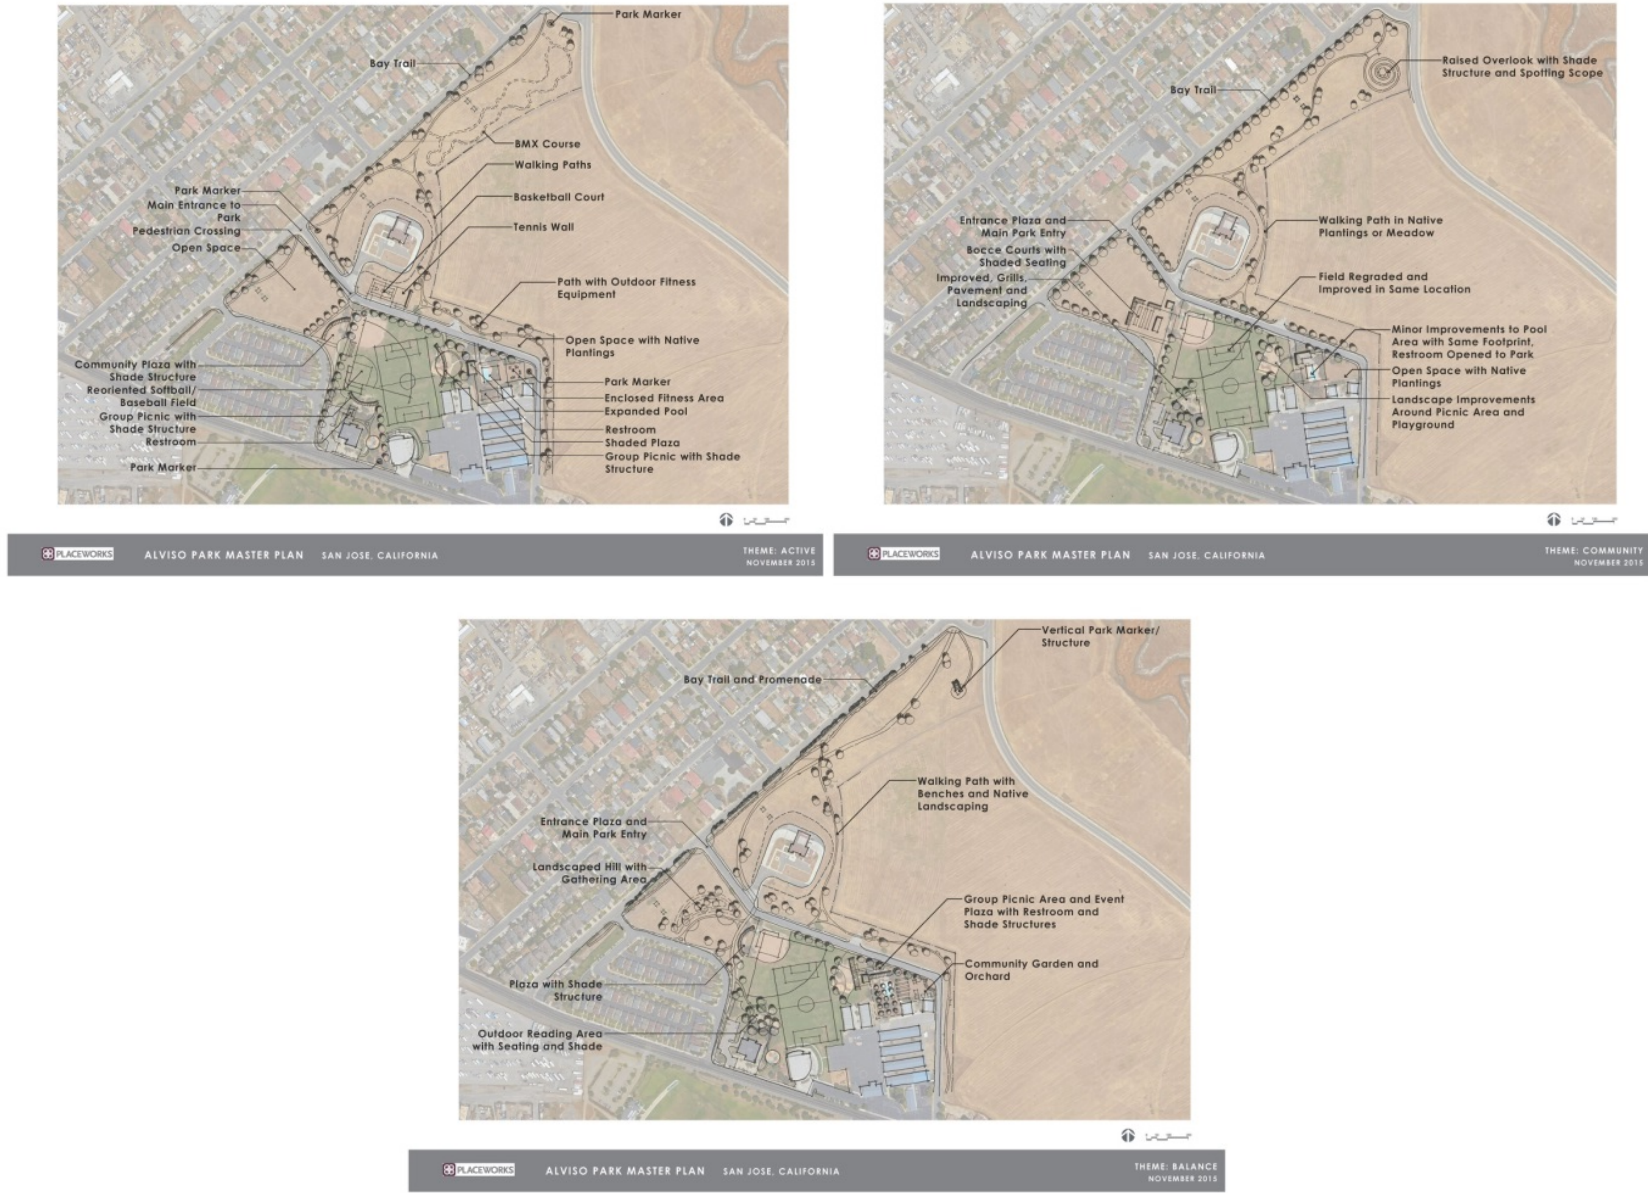 Park Marker
Bay Trail
BMX Course
Walking Paths
Park Marker
Main Entrance to
Park
Pedestrian Crossing
Open Space
Basketball Court
Tennis Wall
Path with Outdoor Fitness
Equipment
Open Space with Native
Plantings
Community Plaza with
Shade Structure
Reoriented Softball/
Baseball Field
Group Picnic with
Shade Structure
Restroom
Park Marker
Park Marker
Enclosed Fitness Area
Expanded Pool
Restroom
Shaded Plaza
Group Picnic with Shade
Structure
PLACEWORKS
ALVISO PARK MASTER PLAN SAN JOSE, CALIFORNIA
THEME: ACTIVE
NOVEMBER 2015
Raised Overlook with Shade
Structure and Spotting Scope
Bay Trail
Entrance Plaza and
Main Park Entry
Bocce Courts with
Shaded Seating
Improved, Grills,
Pavement and
Landscaping
Walking Path in Native
Plantings or Meadow
Field Regraded and
Improved in Same Location
Minor Improvements to Pool
Area with Same Footprint,
Restroom Opened to Park
Open Space with Native
Plantings
Landscape Improvements
Around Picnic Area and
Playground
PLACEWORKS
ALVISO PARK MASTER PLAN SAN JOSE, CALIFORNIA
THEME: COMMUNITY
NOVEMBER 2015
Vertical Park Marker/
Structure
Bay Trail and Promenade
Walking Path with
Benches and Native
Landscaping
Entrance Plaza and
Main Park Entry
Landscaped Hill with
Gathering Area
Group Picnic Area and Event
Plaza with Restroom and
Shade Structures
Community Garden and
Orchard
Plaza with Shade
Structure
Outdoor Reading Area
with Seating and Shade
PLACEWORKS
ALVISO PARK MASTER PLAN SAN JOSE, CALIFORNIA
THEME: BALANCE
NOVEMBER 2015